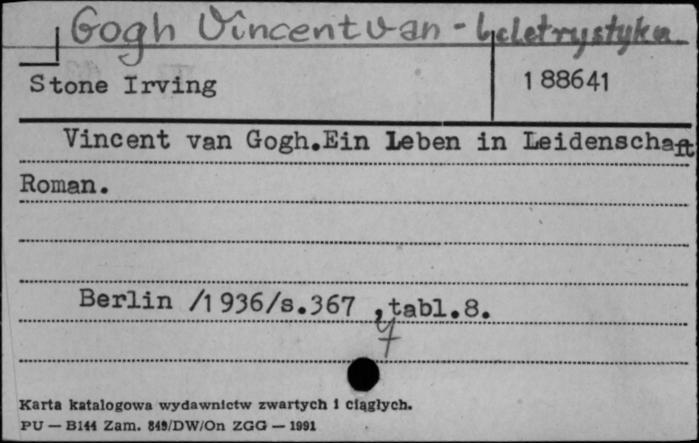 Gogh Vincent van - beletrystyka
Stone Irving
188641
Vincent van Gogh.Ein Leben in Leidenschaft
Roman.
Berlin /1936/s.367 ,tabl.8.
Karta katalogowa wydawnictw zwartych i ciągłych.
PU — B144 Zam. 849/DW/On ZGG — 1991